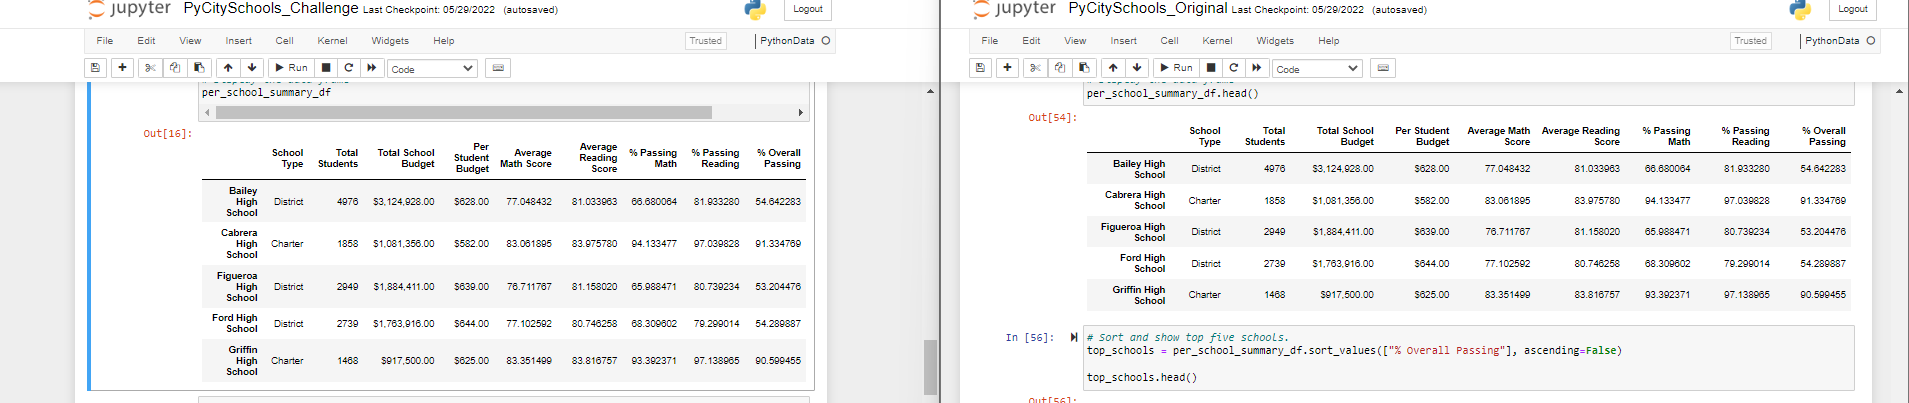 jupyter PyCitySchools_Challenge Last Checkpoint: 05/29/2022 (autosaved) Logout
File Edit View Insert Cell Kernel Widgets Help Trusted PythonData
Run Code
per_school_summary_df
Out[16]:
School Type Total Students Total School Budget Per Student Budget Average Math Score Average Reading Score % Passing Math % Passing Reading % Overall Passing
Bailey High School District 4976 $3,124,928.00 $628.00 77.048432 81.033963 66.680064 81.933280 54.642283
Cabrera High School Charter 1858 $1,081,356.00 $582.00 83.061895 83.975780 94.133477 97.039828 91.334769
Figueroa High School District 2949 $1,884,411.00 $639.00 76.711767 81.158020 65.988471 80.739234 53.204476
Ford High School District 2739 $1,763,916.00 $644.00 77.102592 80.746258 68.309602 79.299014 54.289887
Griffin High School Charter 1468 $917,500.00 $625.00 83.351499 83.816757 93.392371 97.138965 90.599455
jupyter PyCitySchools_Original Last Checkpoint: 05/29/2022 (autosaved) Logout
File Edit View Insert Cell Kernel Widgets Help Trusted PythonData
Run Code
per_school_summary_df.head()
Out[54]:
School Type Total Students Total School Budget Per Student Budget Average Math Score Average Reading Score % Passing Math % Passing Reading % Overall Passing
Bailey High School District 4976 $3,124,928.00 $628.00 77.048432 81.033963 66.680064 81.933280 54.642283
Cabrera High School Charter 1858 $1,081,356.00 $582.00 83.061895 83.975780 94.133477 97.039828 91.334769
Figueroa High School District 2949 $1,884,411.00 $639.00 76.711767 81.158020 65.988471 80.739234 53.204476
Ford High School District 2739 $1,763,916.00 $644.00 77.102592 80.746258 68.309602 79.299014 54.289887
Griffin High School Charter 1468 $917,500.00 $625.00 83.351499 83.816757 93.392371 97.138965 90.599455
In [56]:
# Sort and show top five schools.
top_schools = per_school_summary_df.sort_values(["% Overall Passing"], ascending=False)
top_schools.head()
Out[56]: